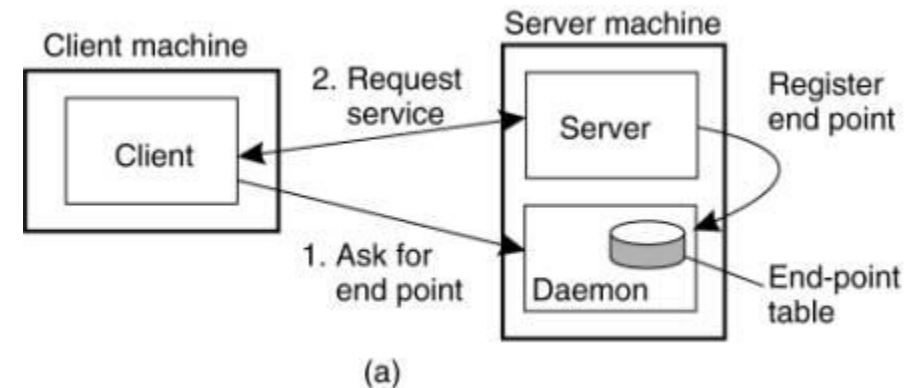 Client machine
Server machine
2. Request
service
Register
end point
Client
Server
1. Ask for
end point
Daemon
End-point
table
(a)